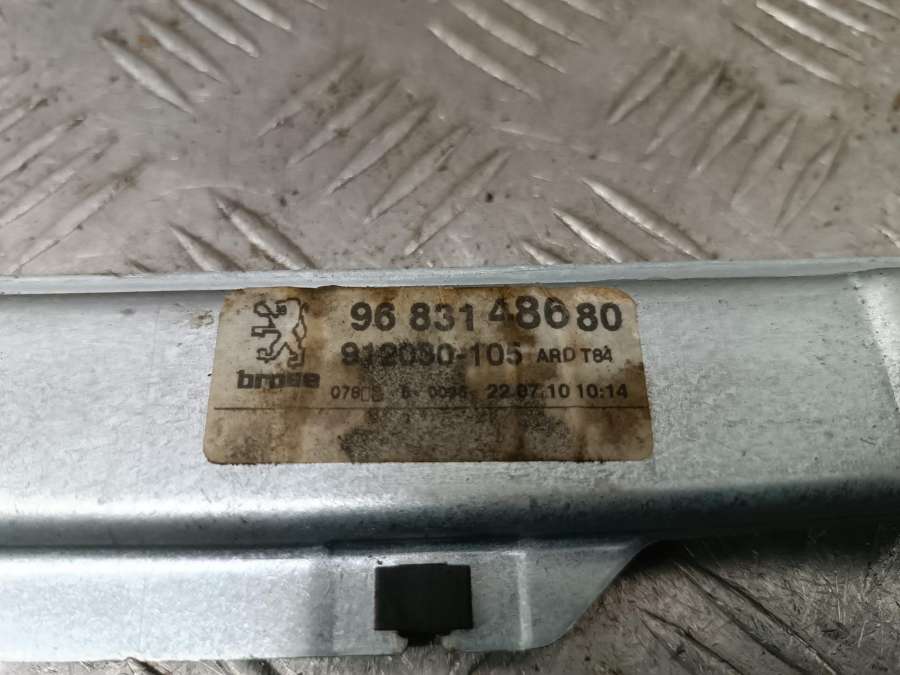 96 831 486 80
912030-105 ARD T84
brose
22.07.10 10:14